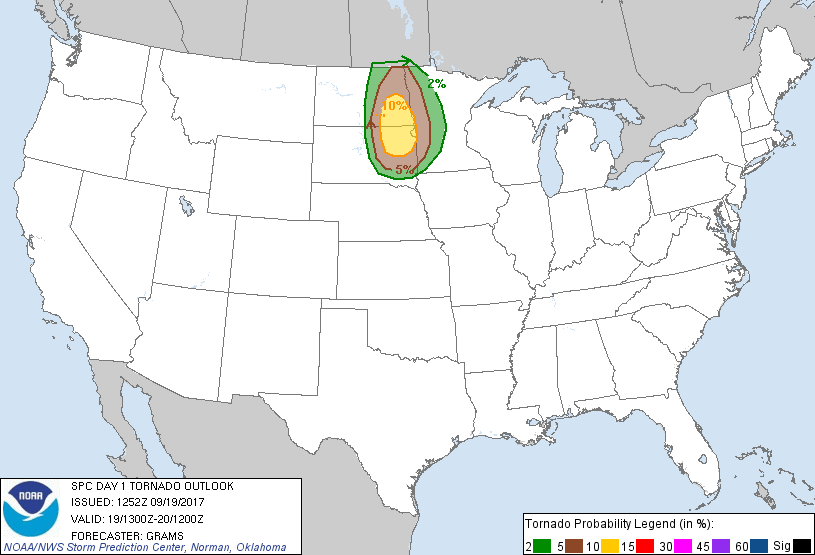 2%
10%
5%
NOAA
SPC DAY 1 TORNADO OUTLOOK
ISSUED: 1252Z 09/19/2017
VALID: 19/1300Z-20/1200Z
FORECASTER: GRAMS
NOAA/NWS Storm Prediction Center, Norman, Oklahoma
Tornado Probability Legend (in %):
2 5 10 15 30 45 60 Sig